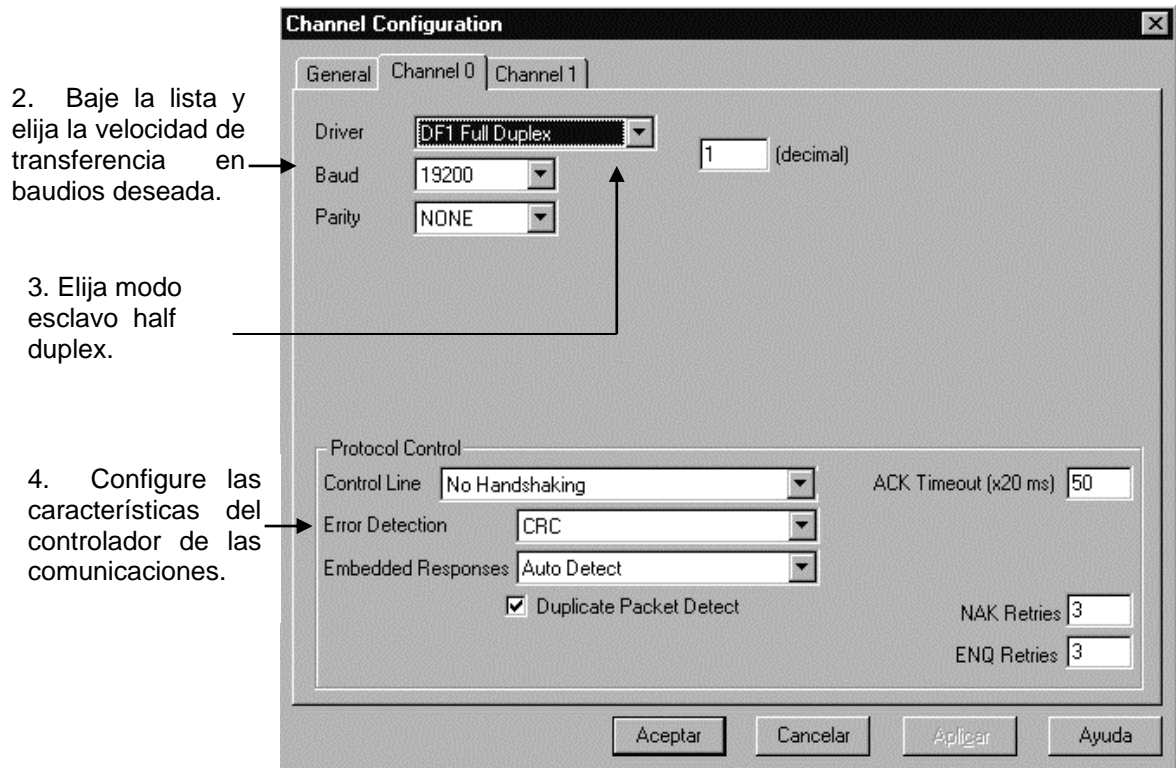 Channel Configuration
General Channel 0 Channel 1
2. Baje la lista y
elija la velocidad de
transferencia en
baudios deseada.
Driver DF1 Full Duplex
1 (decimal)
Baud 19200
Parity NONE
3. Elija modo
esclavo half
duplex.
Protocol Control
4. Configure las
características del
controlador de las
comunicaciones.
Control Line No Handshaking
ACK Timeout (x20 ms) 50
Error Detection CRC
Embedded Responses Auto Detect
Duplicate Packet Detect
NAK Retries 3
ENQ Retries 3
Aceptar Cancelar Aplicar Ayuda